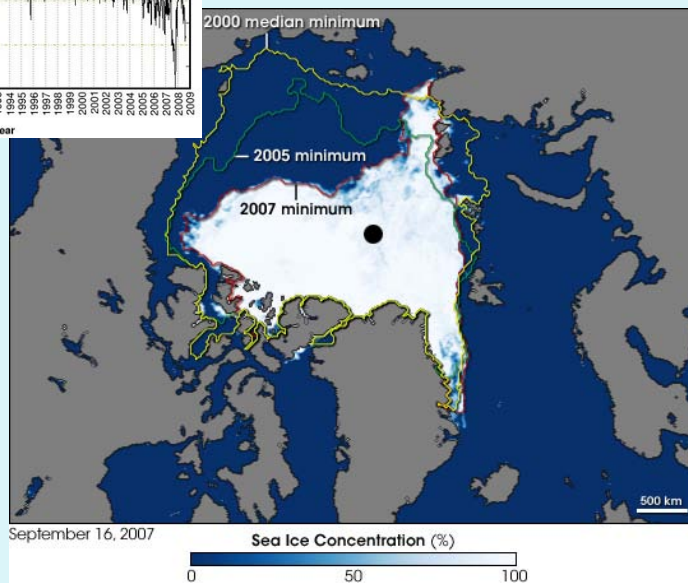 1994
1995
1996
1997
1998
1999
2000
2001
2002
2003
2004
2005
2006
2007
2008
2009
ear
2000 median minimum
2005 minimum
2007 minimum
500 km
September 16, 2007
Sea Ice Concentration (%)
0 50 100